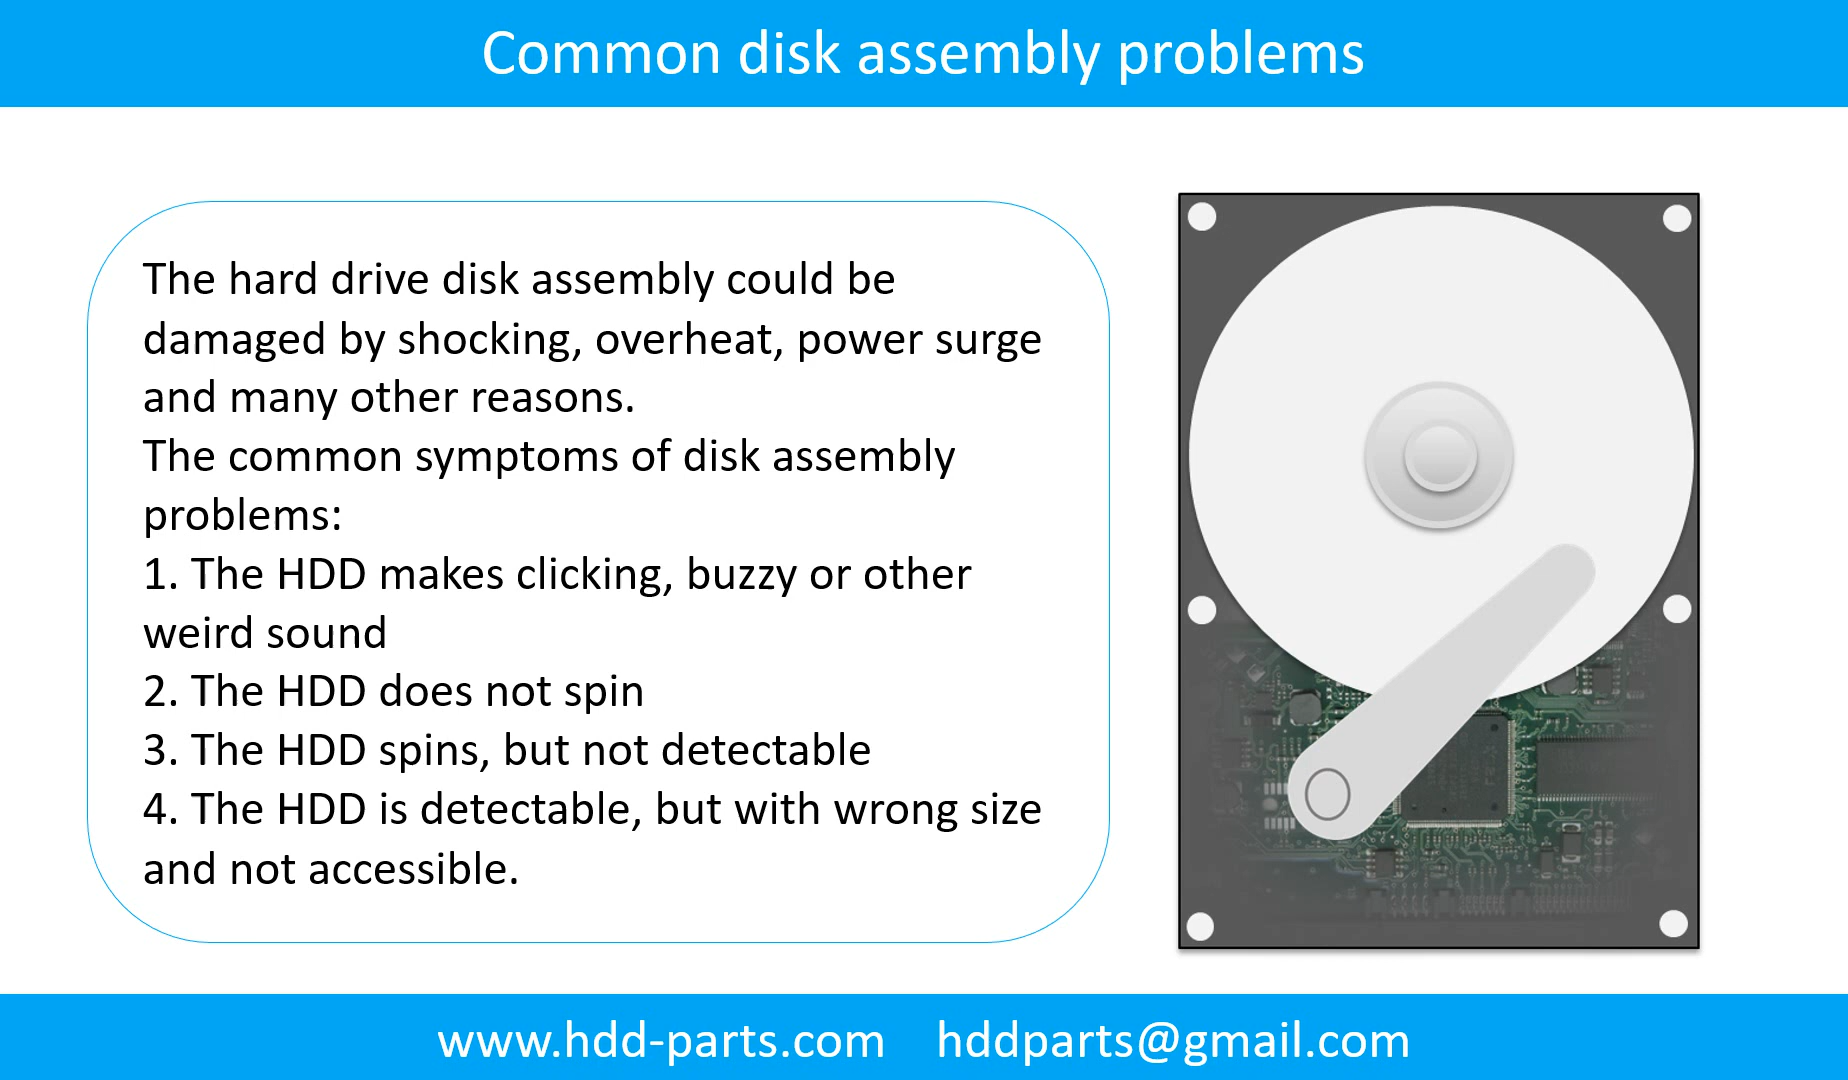 Common disk assembly problems
The hard drive disk assembly could be
damaged by shocking, overheat, power surge
and many other reasons.
The common symptoms of disk assembly
problems:
1. The HDD makes clicking, buzzy or other
weird sound
2. The HDD does not spin
3. The HDD spins, but not detectable
4. The HDD is detectable, but with wrong size
and not accessible.
www.hdd-parts.com hddparts@gmail.com